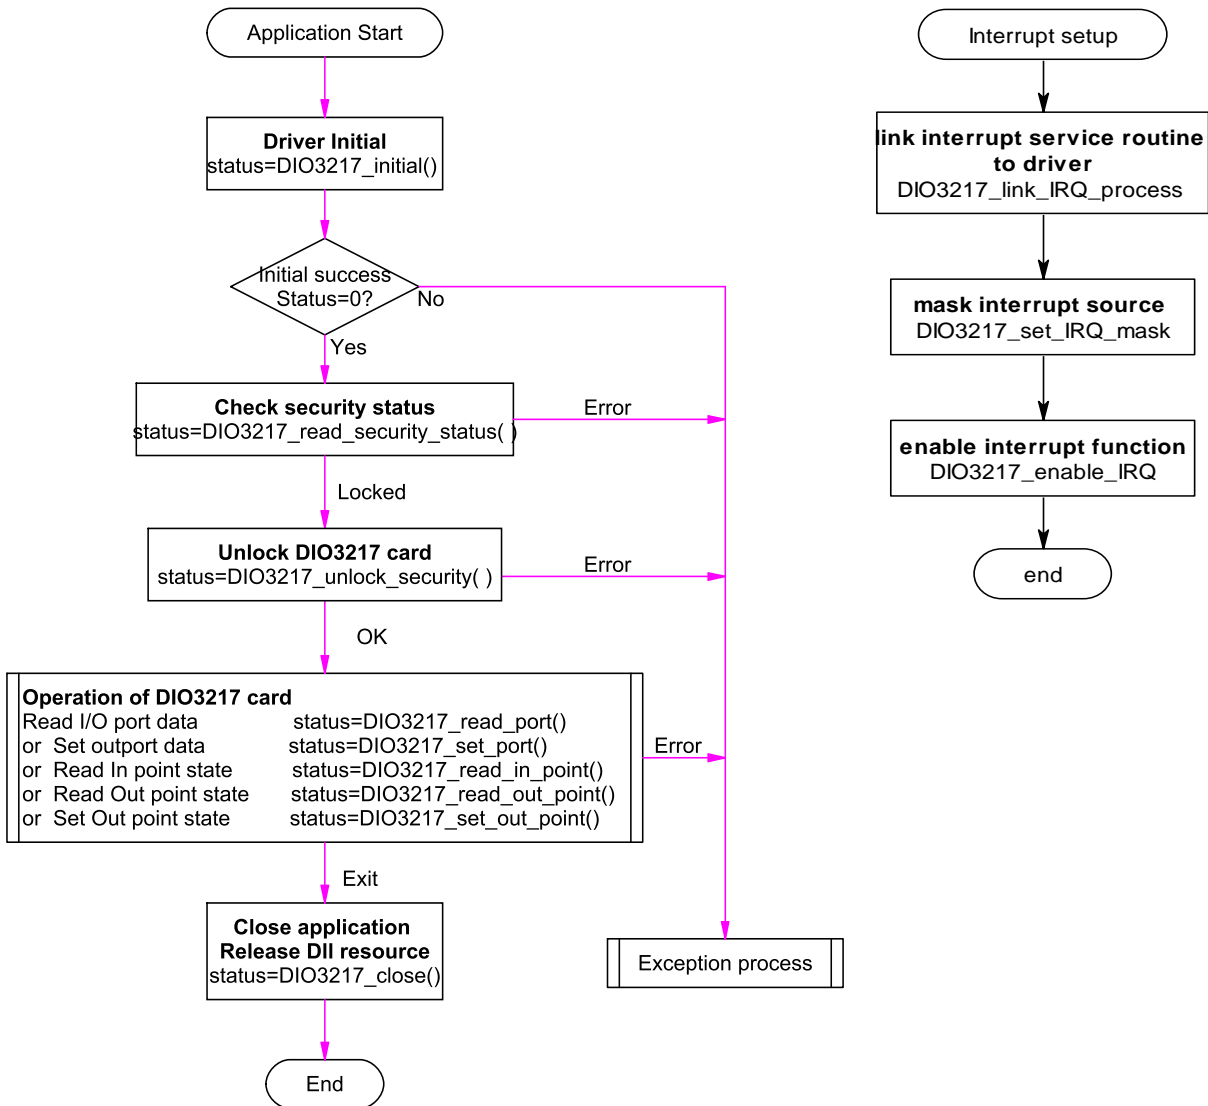 Application Start
Driver Initial
status=DIO3217_initial()
Initial success
Status=0?
No
Yes
Check security status
status=DIO3217_read_security_status( )
Error
Locked
Unlock DIO3217 card
status=DIO3217_unlock_security( )
Error
OK
Operation of DIO3217 card
Read I/O port data status=DIO3217_read_port()
or Set outport data status=DIO3217_set_port()
or Read In point state status=DIO3217_read_in_point()
or Read Out point state status=DIO3217_read_out_point()
or Set Out point state status=DIO3217_set_out_point()
Error
Exit
Close application
Release Dll resource
status=DIO3217_close()
Exception process
End
Interrupt setup
link interrupt service routine
to driver
DIO3217_link_IRQ_process
mask interrupt source
DIO3217_set_IRQ_mask
enable interrupt function
DIO3217_enable_IRQ
end